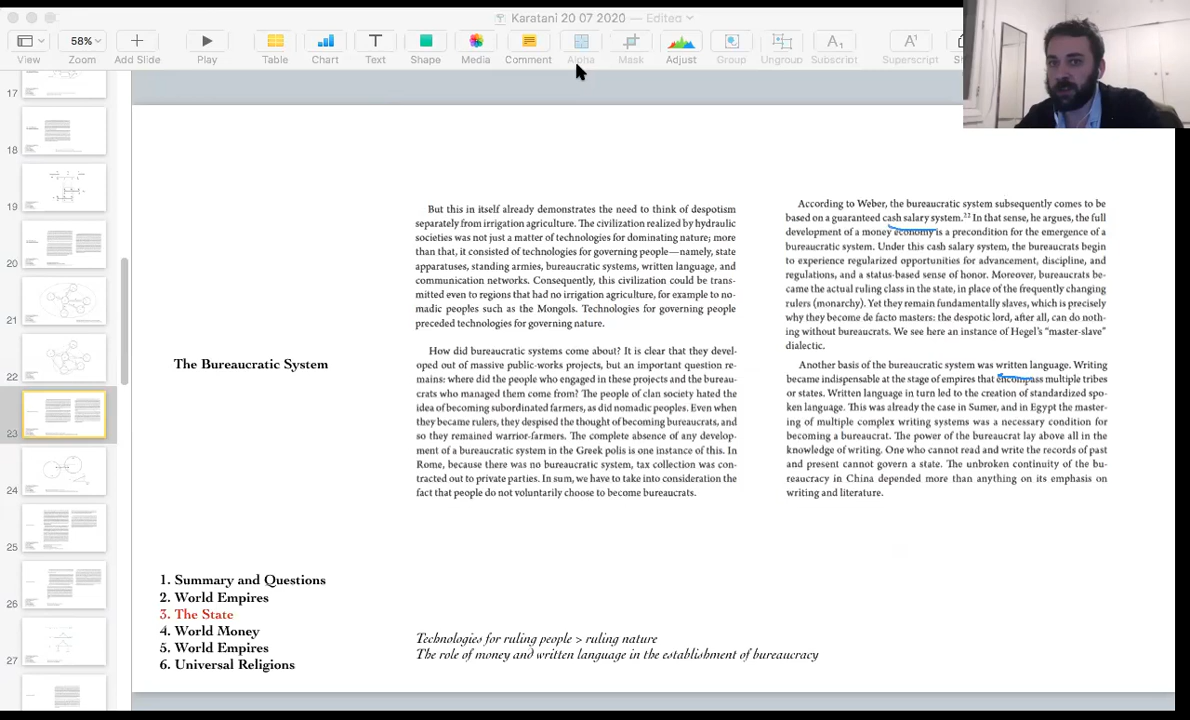 Karatani 20 07 2020 — Edited
58%
View
Zoom
Add Slide
Play
Table
Chart
Text
Shape
Media
Comment
Alpha
Mask
Adjust
Group
Ungroup
Subscript
Superscript
17
18
19
20
21
22
23
24
25
26
27
The Bureaucratic System
But this in itself already demonstrates the need to think of despotism
separately from irrigation agriculture. The civilization realized by hydraulic
societies was not just a matter of technologies for dominating nature; more
than that, it consisted of technologies for governing people—namely, state
apparatuses, standing armies, bureaucratic systems, written language, and
communication networks. Consequently, this civilization could be trans-
mitted even to regions that had no irrigation agriculture, for example to no-
madic peoples such as the Mongols. Technologies for governing people
preceded technologies for governing nature.
How did bureaucratic systems come about? It is clear that they devel-
oped out of massive public-works projects, but an important question re-
mains: where did the people who engaged in these projects and the bureau-
crats who managed them come from? The people of clan society hated the
idea of becoming subordinated farmers, as did nomadic peoples. Even when
they became rulers, they despised the thought of becoming bureaucrats, and
so they remained warrior-farmers. The complete absence of any develop-
ment of a bureaucratic system in the Greek polis is one instance of this. In
Rome, because there was no bureaucratic system, tax collection was con-
tracted out to private parties. In sum, we have to take into consideration the
fact that people do not voluntarily choose to become bureaucrats.
According to Weber, the bureaucratic system subsequently comes to be
based on a guaranteed cash salary system.²² In that sense, he argues, the full
development of a money economy is a precondition for the emergence of a
bureaucratic system. Under this cash salary system, the bureaucrats begin
to experience regularized opportunities for advancement, discipline, and
regulations, and a status-based sense of honor. Moreover, bureaucrats be-
came the actual ruling class in the state, in place of the frequently changing
rulers (monarchy). Yet they remain fundamentally slaves, which is precisely
why they become de facto masters: the despotic lord, after all, can do noth-
ing without bureaucrats. We see here an instance of Hegel's “master-slave”
dialectic.
Another basis of the bureaucratic system was written language. Writing
became indispensable at the stage of empires that encompass multiple tribes
or states. Written language in turn led to the creation of standardized spo-
ken language. This was already the case in Sumer, and in Egypt the master-
ing of multiple complex writing systems was a necessary condition for
becoming a bureaucrat. The power of the bureaucrat lay above all in the
knowledge of writing. One who cannot read and write the records of past
and present cannot govern a state. The unbroken continuity of the bu-
reaucracy in China depended more than anything on its emphasis on
writing and literature.
1. Summary and Questions
2. World Empires
3. The State
4. World Money
5. World Empires
6. Universal Religions
Technologies for ruling people > ruling nature
The role of money and written language in the establishment of bureaucracy